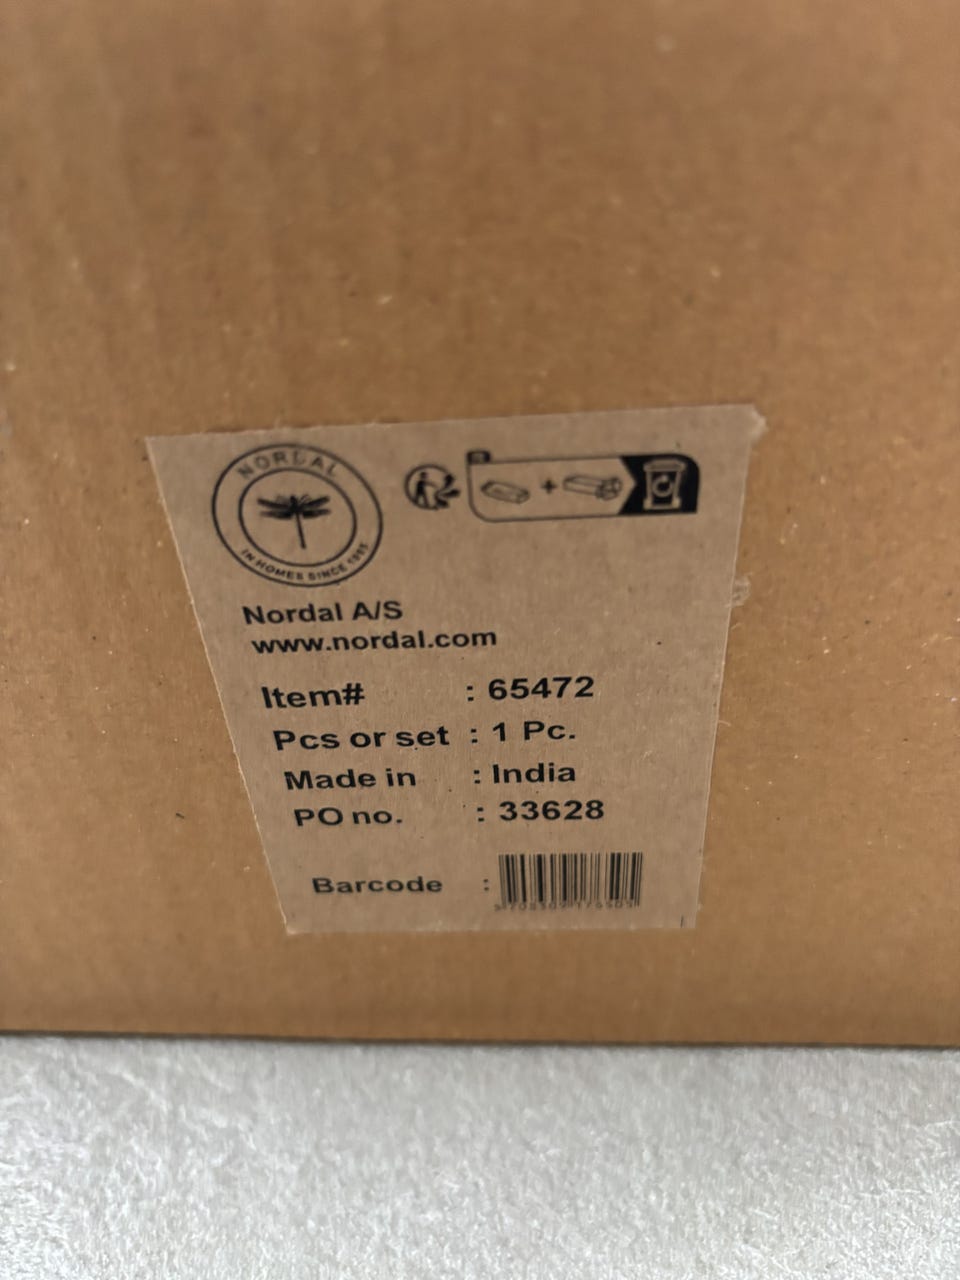 NORDAL
IN HOMES SINCE 1995
Nordal A/S
www.nordal.com
Item# : 65472
Pcs or set : 1 Pc.
Made in : India
PO no. : 33628
Barcode :